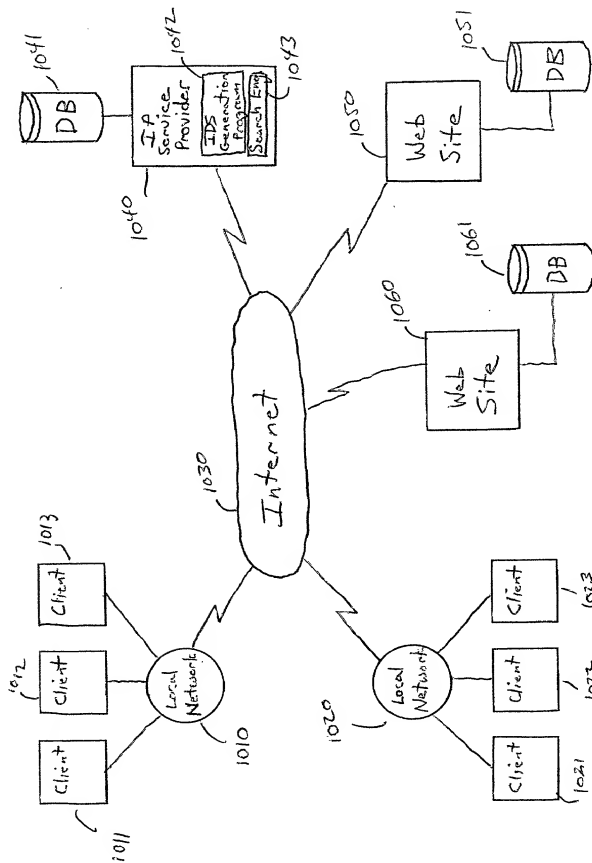 1011
Client
1012
Client
1013
Client
Local
Network
1010
1030
Internet
1020
Local
Network
Client
1021
Client
1022
Client
1023
1040
IP
Service
Provider
IDS
Generation
Program
Search Eng
1041
DB
1042
1043
1060
Web
Site
1061
DB
1050
Web
Site
1051
DB